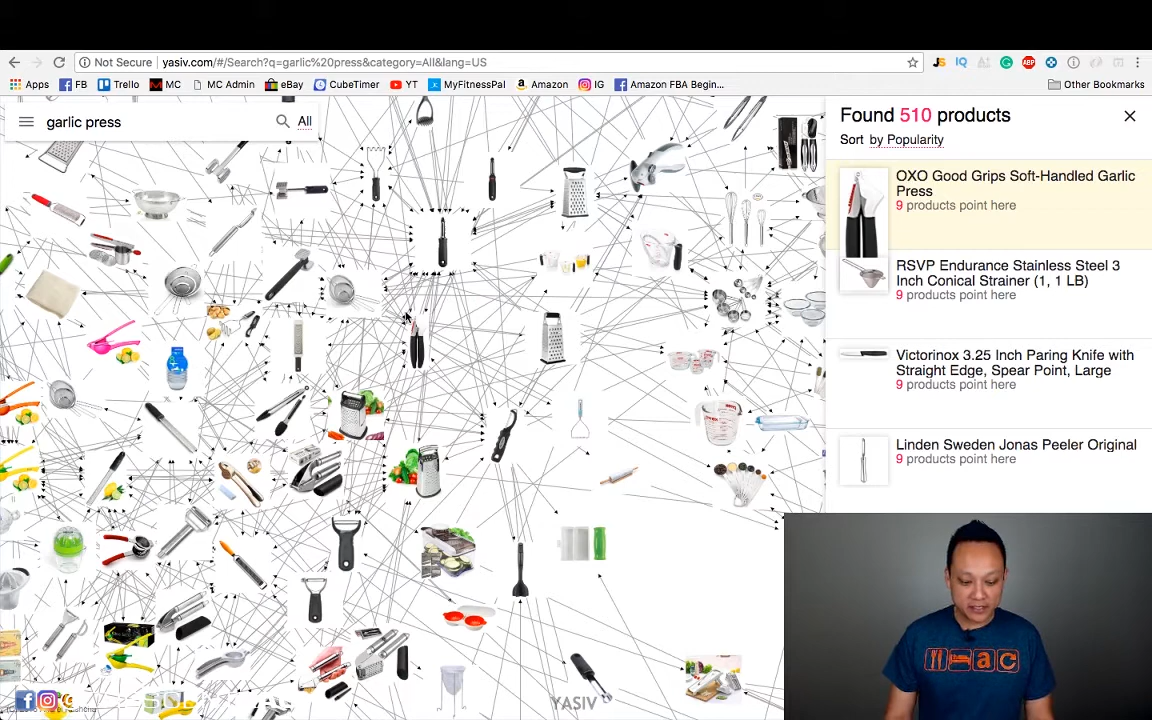 Not Secure | yasiv.com/#/Search?q=garlic%20press&category=All&lang=US
Apps FB Trello MC MC Admin eBay CubeTimer YT MyFitnessPal Amazon IG Amazon FBA Begin... Other Bookmarks
garlic press All
Found 510 products
Sort by Popularity
OXO Good Grips Soft-Handled Garlic
Press
9 products point here
RSVP Endurance Stainless Steel 3
Inch Conical Strainer (1, 1 LB)
9 products point here
Victorinox 3.25 Inch Paring Knife with
Straight Edge, Spear Point, Large
9 products point here
Linden Sweden Jonas Peeler Original
9 products point here
YASIV